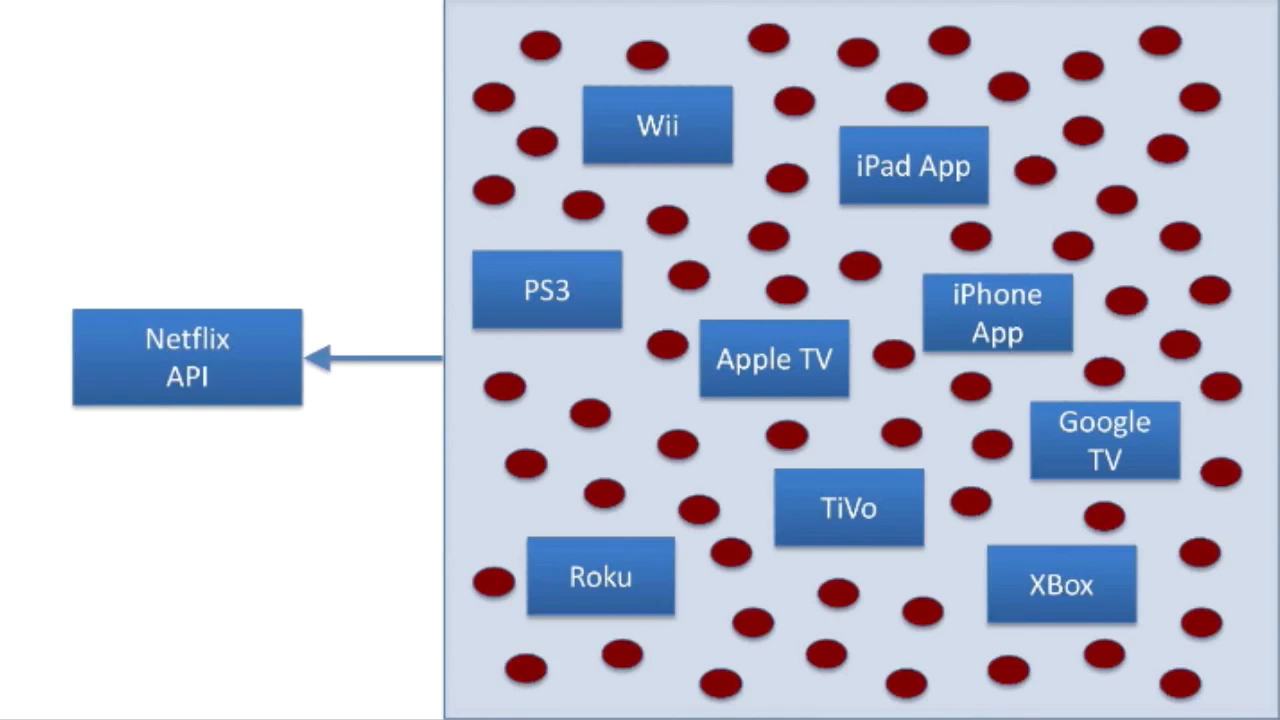 Netflix
API
Wii
iPad App
PS3
iPhone
App
Apple TV
Google
TV
TiVo
Roku
XBox